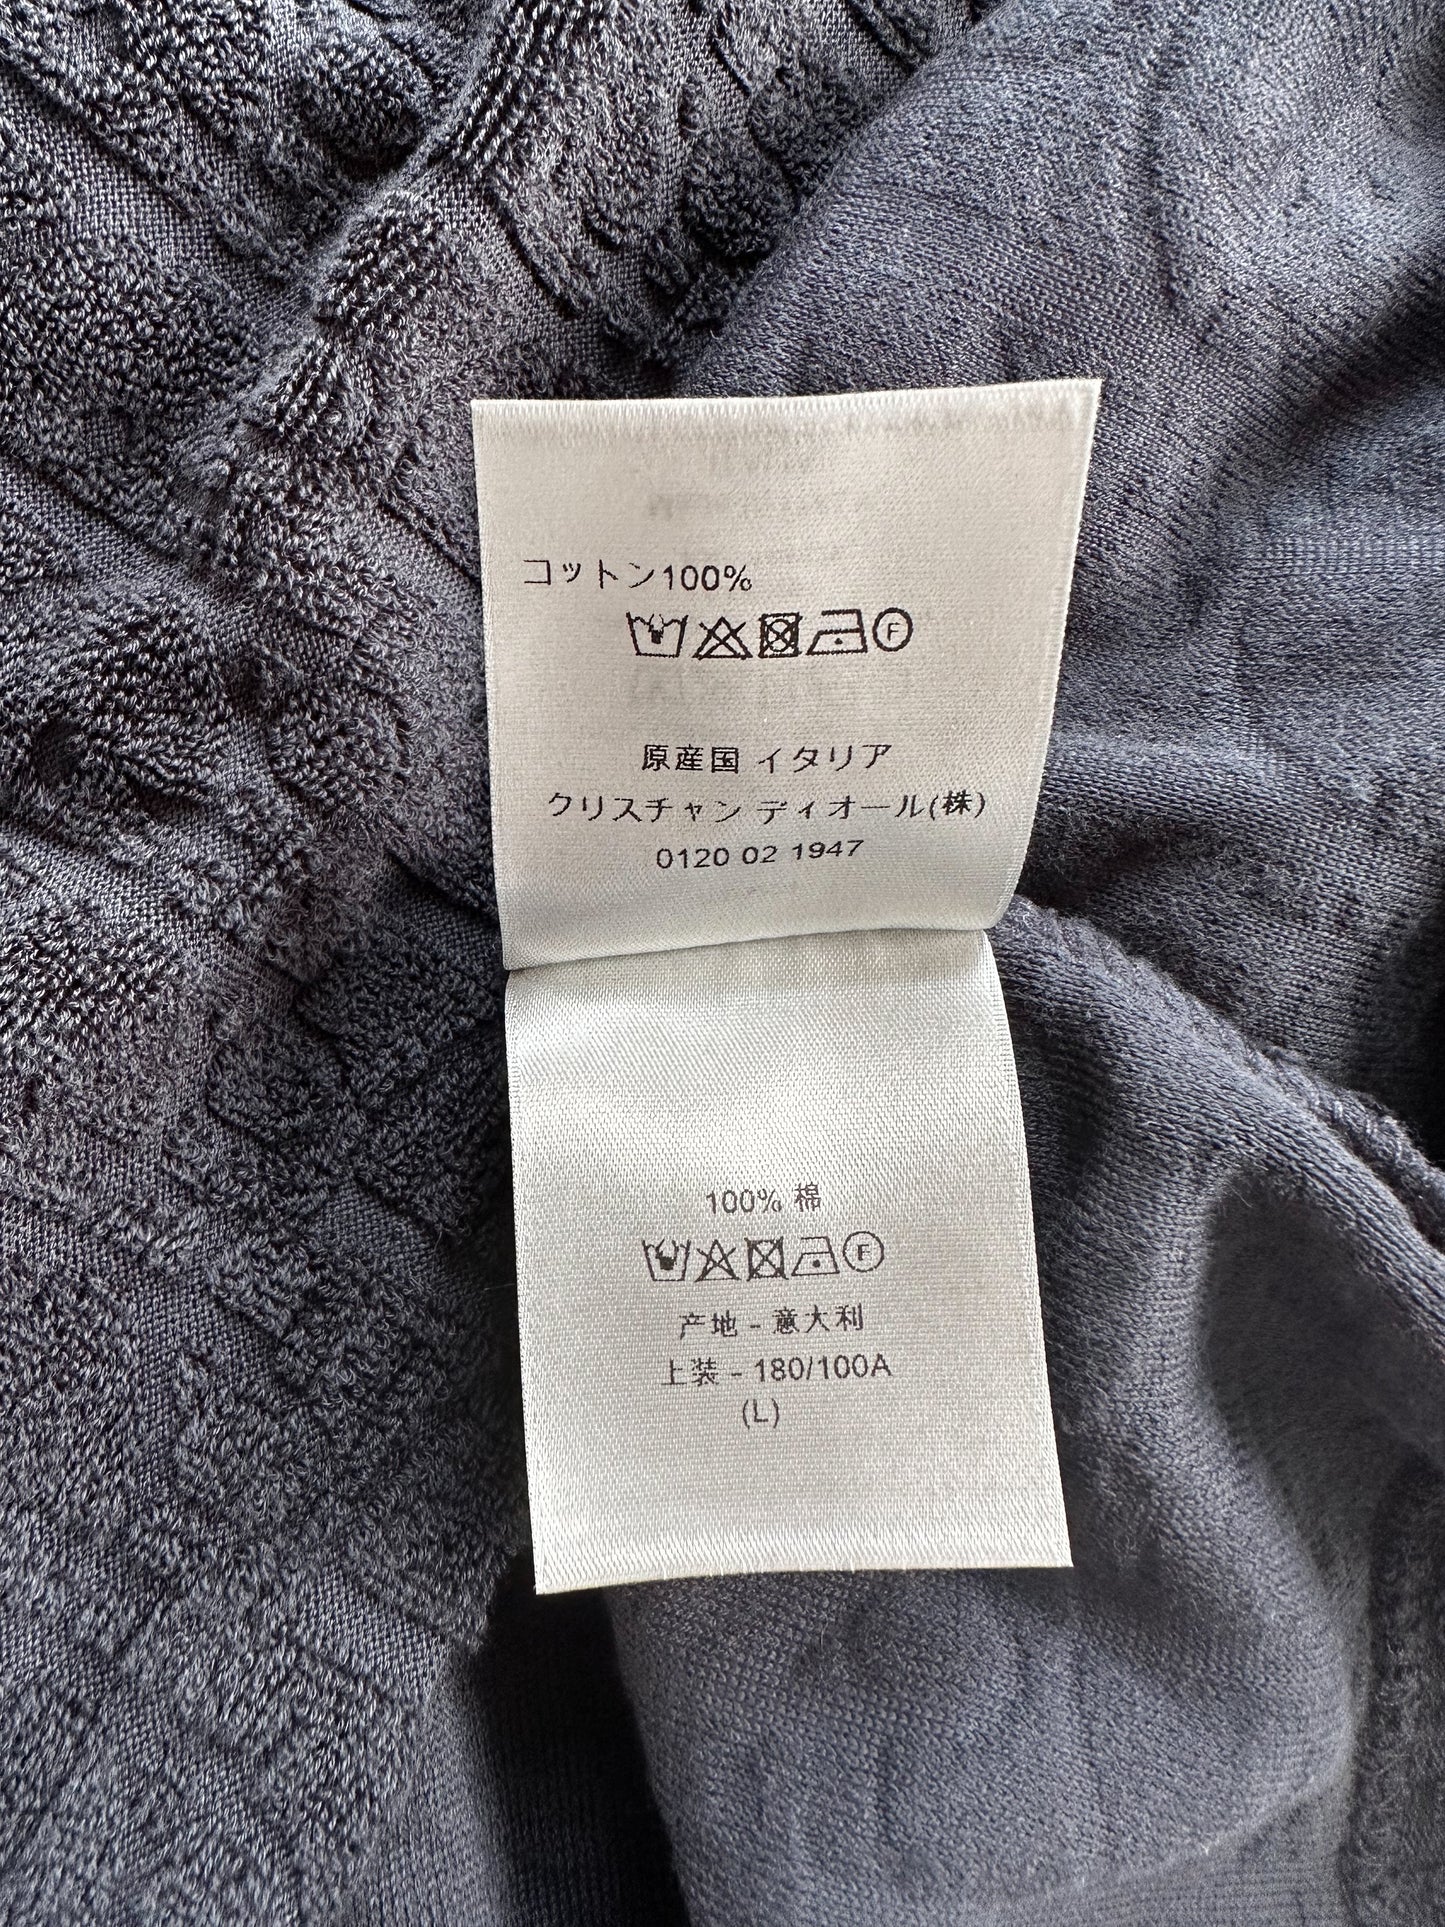 コットン100%
F
原産国 イタリア
クリスチャン ディオール(株)
0120 02 1947
100% 棉
F
产地 - 意大利
上装 - 180/100A
(L)